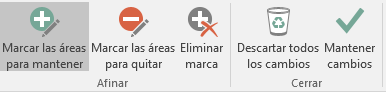 Marcar las áreas
para mantener
Marcar las áreas
para quitar
Eliminar
marca
Descartar todos
los cambios
Mantener
cambios
Afinar
Cerrar